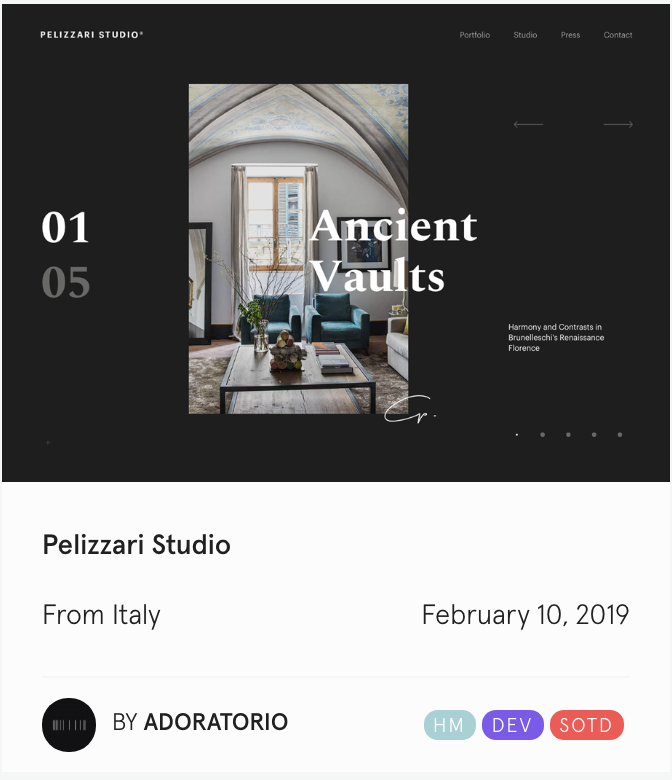 PELIZZARI STUDIO®
Portfolio Studio Press Contact
01
05
Ancient
Vaults
Harmony and Contrasts in
Brunelleschi's Renaissance
Florence
Pelizzari Studio
From Italy
February 10, 2019
BY ADORATORIO
HM DEV SOTD